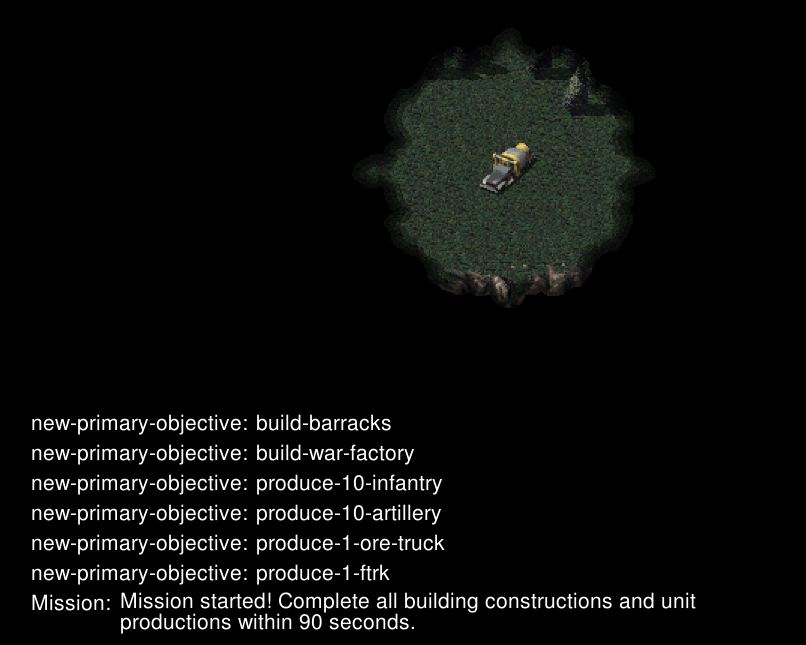 new-primary-objective: build-barracks
new-primary-objective: build-war-factory
new-primary-objective: produce-10-infantry
new-primary-objective: produce-10-artillery
new-primary-objective: produce-1-ore-truck
new-primary-objective: produce-1-ftrk
Mission: Mission started! Complete all building constructions and unit
productions within 90 seconds.